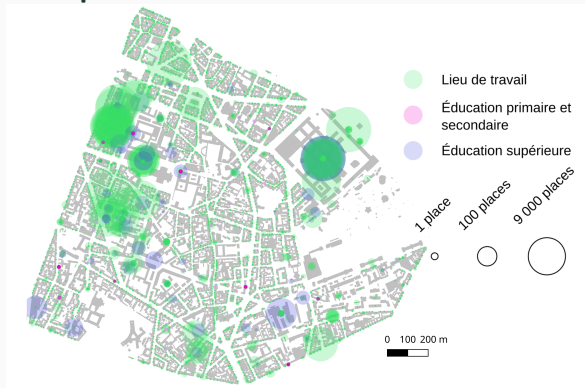 Lieu de travail
Éducation primaire et
secondaire
Éducation supérieure
1 place
100 places
9 000 places
0 100 200 m